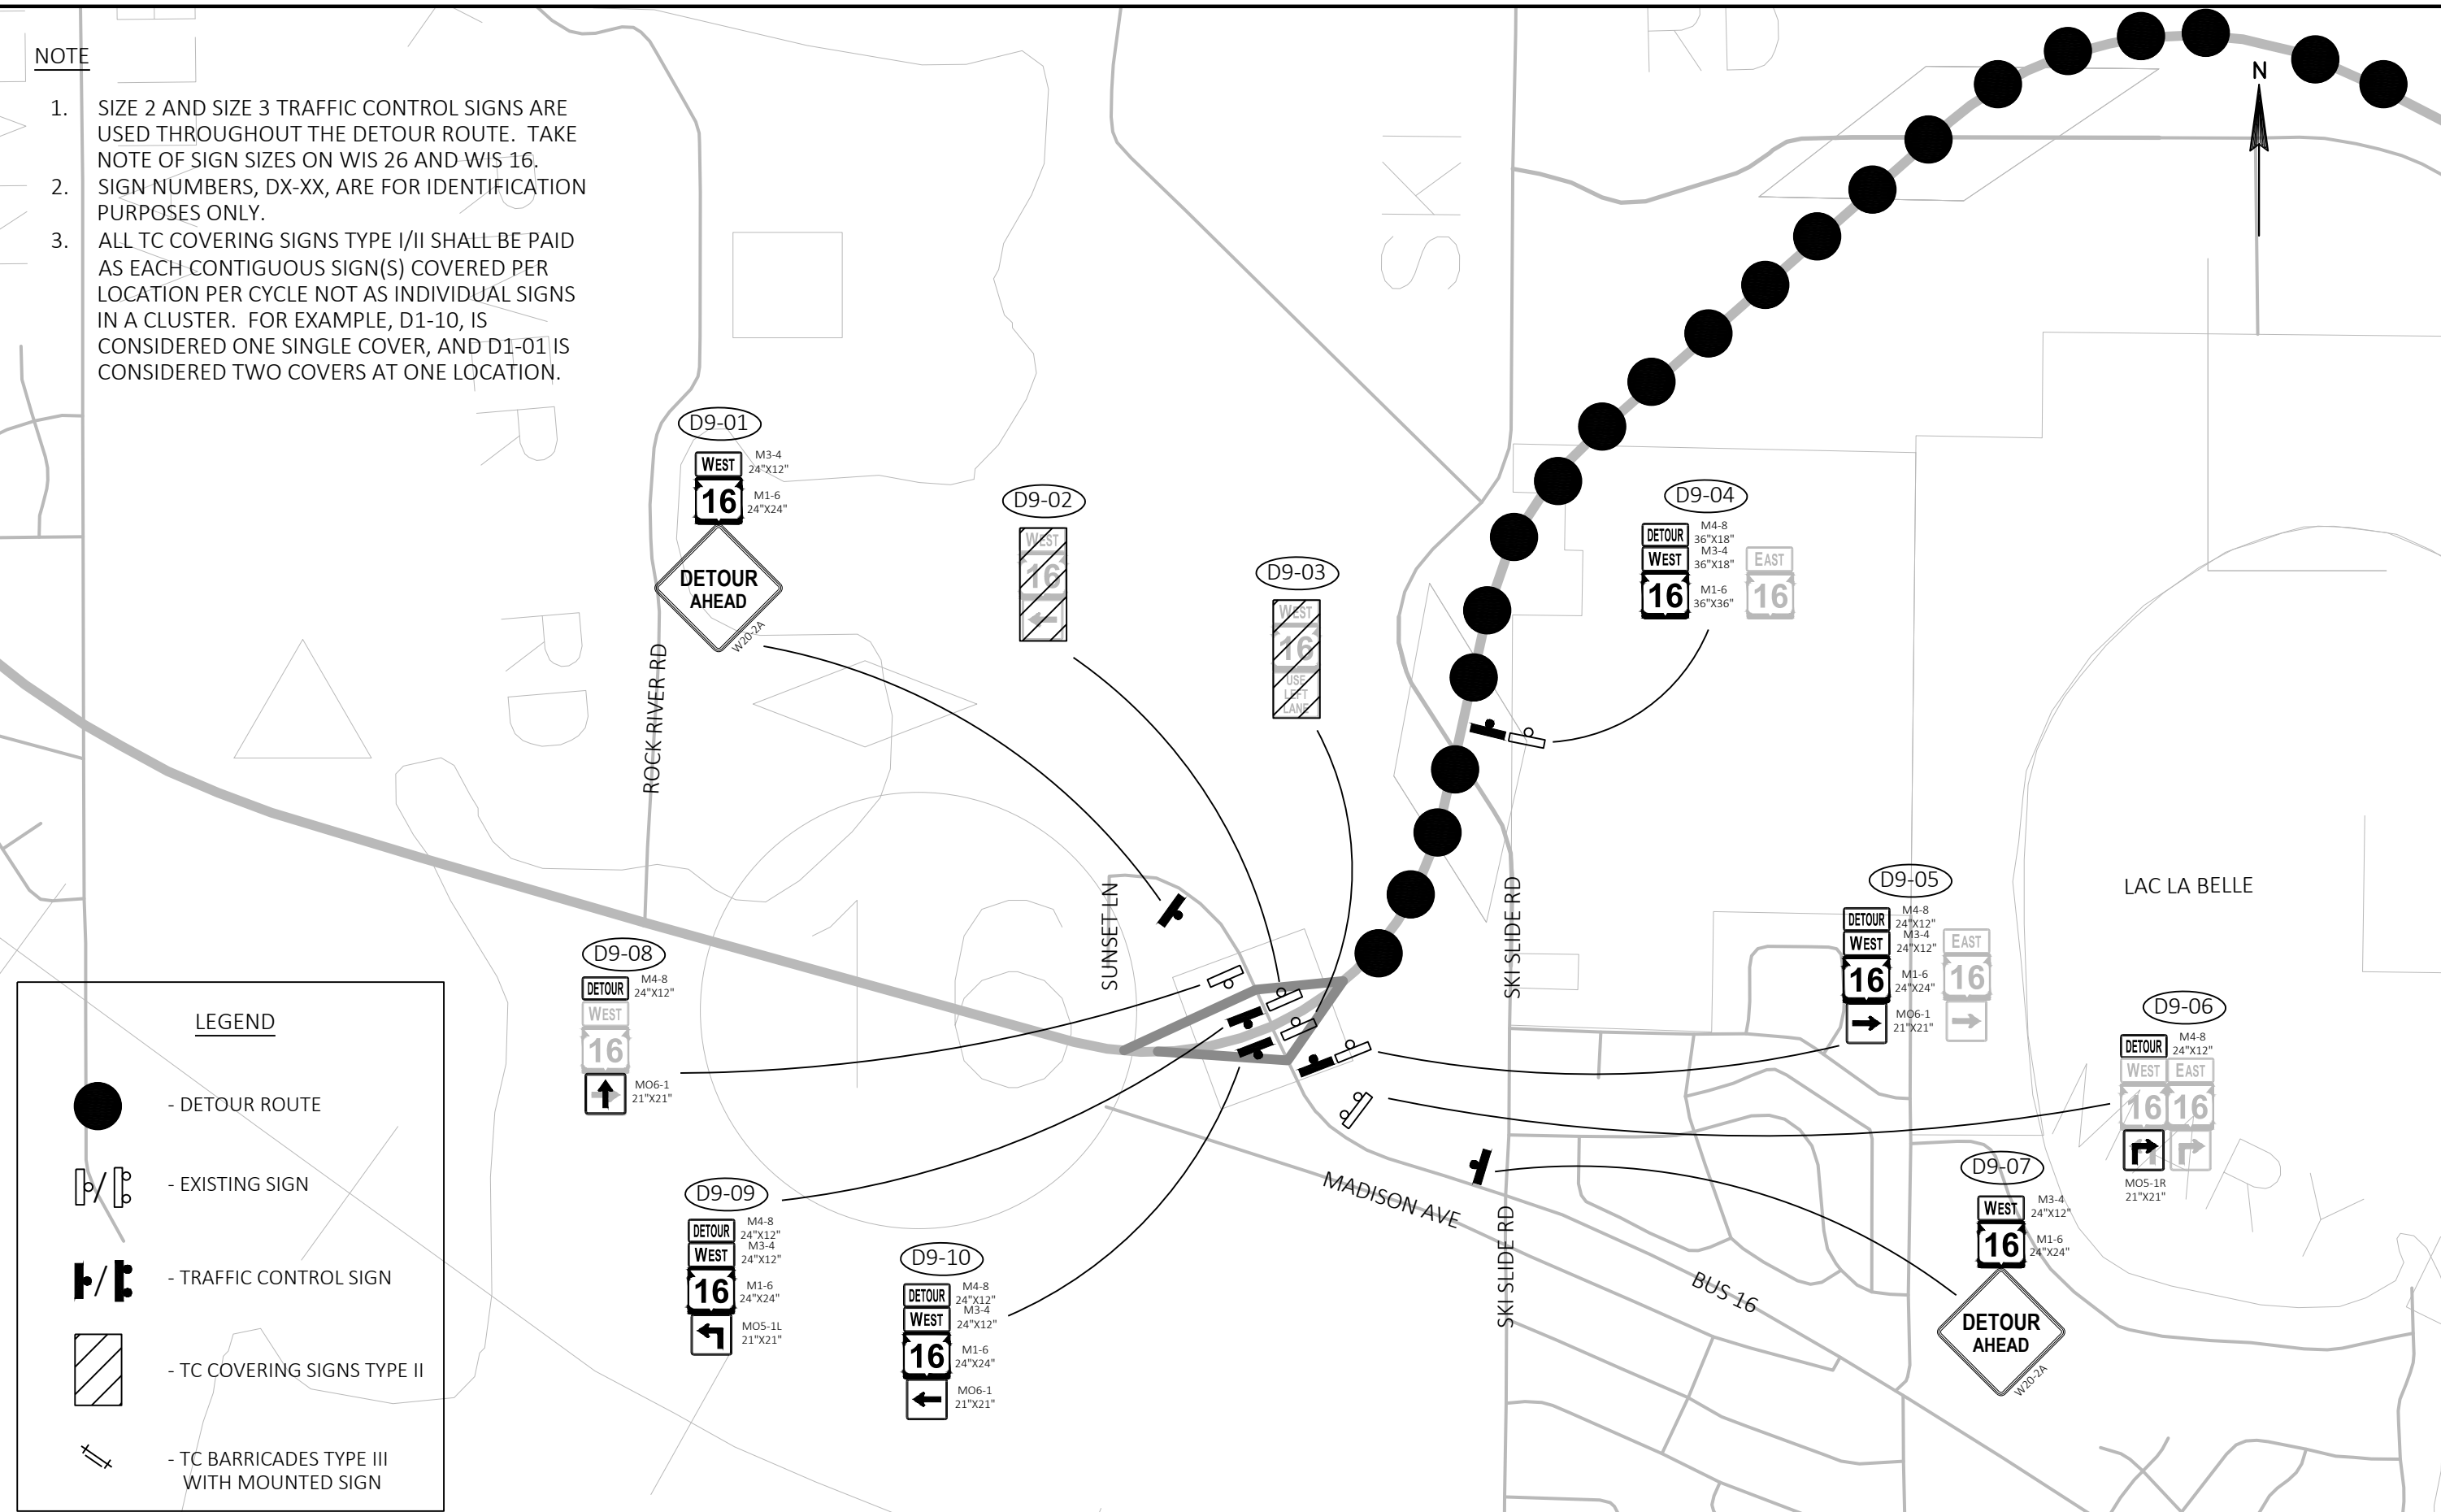 NOTE
1. SIZE 2 AND SIZE 3 TRAFFIC CONTROL SIGNS ARE
USED THROUGHOUT THE DETOUR ROUTE. TAKE
NOTE OF SIGN SIZES ON WIS 26 AND WIS 16.
2. SIGN NUMBERS, DX-XX, ARE FOR IDENTIFICATION
PURPOSES ONLY.
3. ALL TC COVERING SIGNS TYPE I/II SHALL BE PAID
AS EACH CONTIGUOUS SIGN(S) COVERED PER
LOCATION PER CYCLE NOT AS INDIVIDUAL SIGNS
IN A CLUSTER. FOR EXAMPLE, D1-10, IS
CONSIDERED ONE SINGLE COVER, AND D1-01 IS
CONSIDERED TWO COVERS AT ONE LOCATION.
N
RD
SKI
D9-01
WEST
M3-4
24"X12"
16
M1-6
24"X24"
DETOUR
AHEAD
W20-2A
D9-02
WEST
16
D9-03
WEST
16
USE
LEFT
LANE
D9-04
DETOUR
M4-8
36"X18"
WEST
M3-4
36"X18"
16
M1-6
36"X36"
EAST
16
ROCK RIVER RD
SUNSET LN
SKI SLIDE RD
D9-05
DETOUR
M4-8
24"X12"
WEST
M3-4
24"X12"
16
M1-6
24"X24"
MO6-1
21"X21"
EAST
16
LAC LA BELLE
D9-06
DETOUR
M4-8
24"X12"
WEST
EAST
16
16
MO5-1R
21"X21"
D9-07
WEST
M3-4
24"X12"
16
M1-6
24"X24"
DETOUR
AHEAD
W20-2A
D9-08
DETOUR
M4-8
24"X12"
WEST
16
MO6-1
21"X21"
D9-09
DETOUR
M4-8
24"X12"
WEST
M3-4
24"X12"
16
M1-6
24"X24"
MO5-1L
21"X21"
D9-10
DETOUR
M4-8
24"X12"
WEST
M3-4
24"X12"
16
M1-6
24"X24"
MO6-1
21"X21"
MADISON AVE
SKI SLIDE RD
BUS 16
LEGEND
- DETOUR ROUTE
- EXISTING SIGN
- TRAFFIC CONTROL SIGN
- TC COVERING SIGNS TYPE II
- TC BARRICADES TYPE III
WITH MOUNTED SIGN